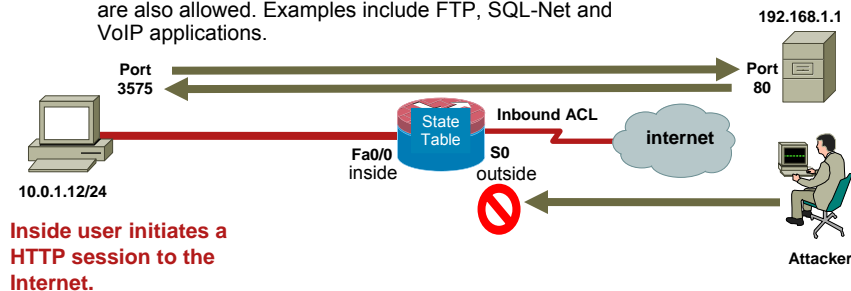 are also allowed. Examples include FTP, SQL-Net and
VoIP applications.
192.168.1.1
Port
3575
Port
80
State
Table
Inbound ACL
internet
Fa0/0
inside
S0
outside
10.0.1.12/24
Inside user initiates a
HTTP session to the
Internet.
Attacker